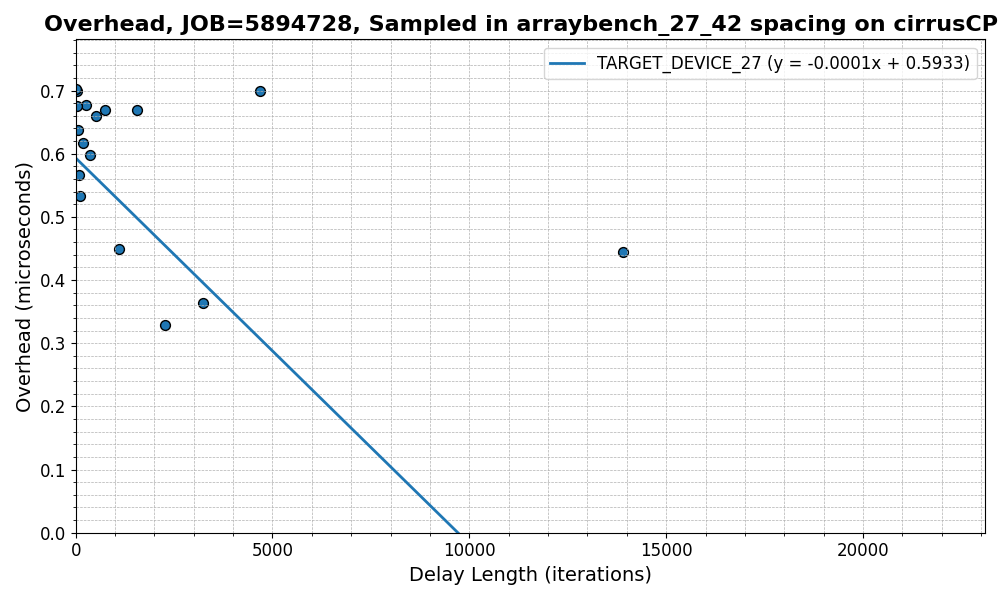 Overhead, JOB=5894728, Sampled in arraybench_27_42 spacing on cirrusCP
TARGET_DEVICE_27 (y = -0.0001x + 0.5933)
Overhead (microseconds)
0.7
0.6
0.5
0.4
0.3
0.2
0.1
0.0
0 5000 10000 15000 20000
Delay Length (iterations)